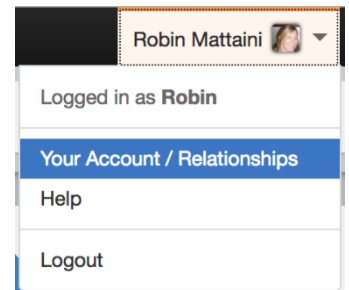 Robin Mattaini
Logged in as Robin
Your Account / Relationships
Help
Logout